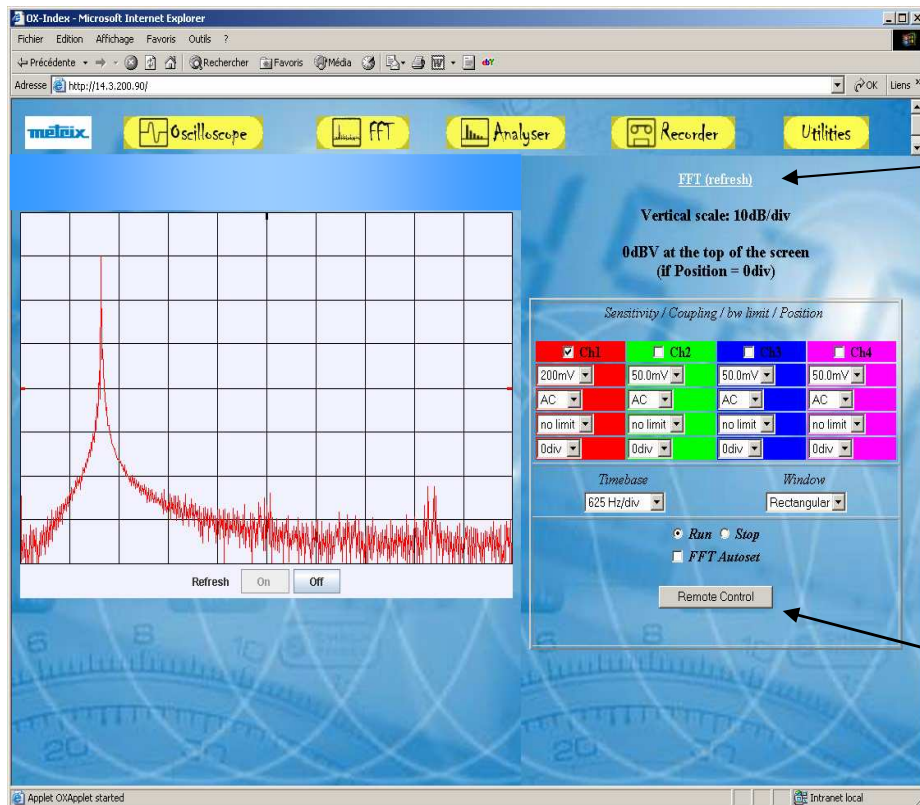 OX-Index - Microsoft Internet Explorer
Fichier Edition Affichage Favoris Outils ?
Précédente Rechercher Favoris Média
Adresse http://14.3.200.90/ OK Liens
metrix Oscilloscope FFT Analyser Recorder Utilities
FFT (refresh)
Vertical scale: 10dB/div
0dBV at the top of the screen
(if Position = 0div)
Sensitivity / Coupling / bw limit / Position
Ch1 Ch2 Ch3 Ch4
200mV 50.0mV 50.0mV 50.0mV
AC AC AC AC
no limit no limit no limit no limit
0div 0div 0div 0div
Timebase Window
625 Hz/div Rectangular
Run Stop
FFT Autoset
Remote Control
Refresh On Off
Applet OXApplet started Intranet local